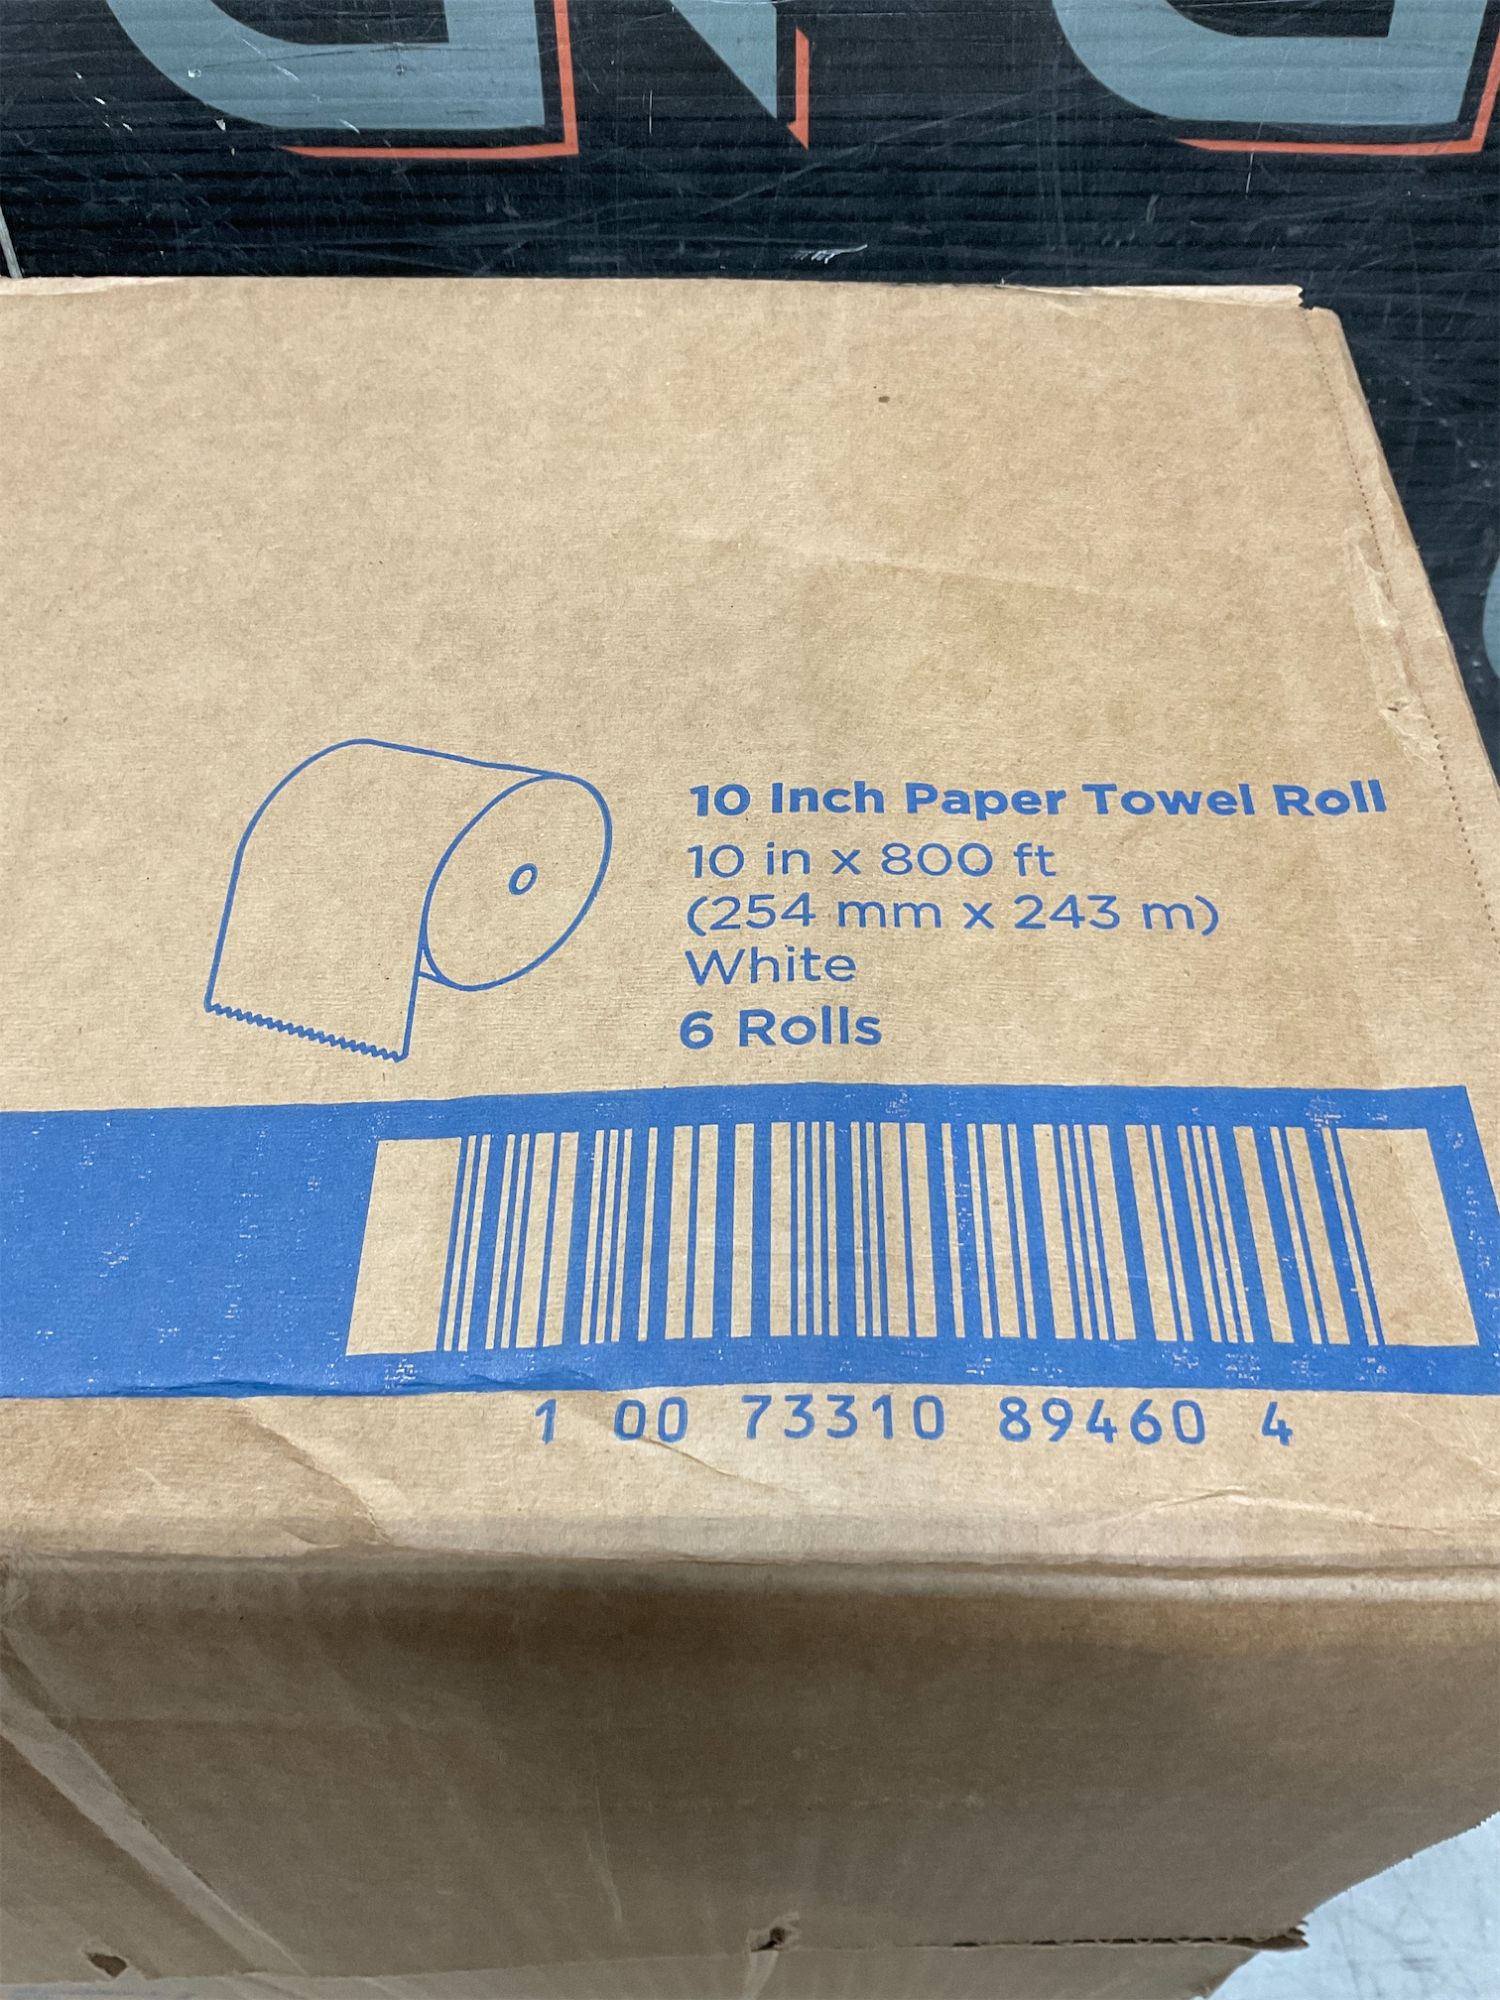 10 Inch Paper Towel Roll
10 in x 800 ft
(254 mm x 243 m)
White
6 Rolls
1 00 73310 89460 4